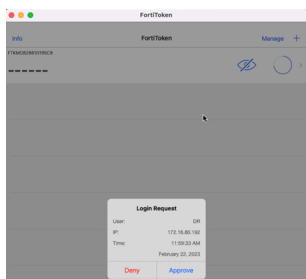 FortiToken
Info FortiToken Manage +
------
Login Request
User: DR
IP: 172.16.80.192
Time: 11:59:33 AM
February 22, 2023
Deny Approve